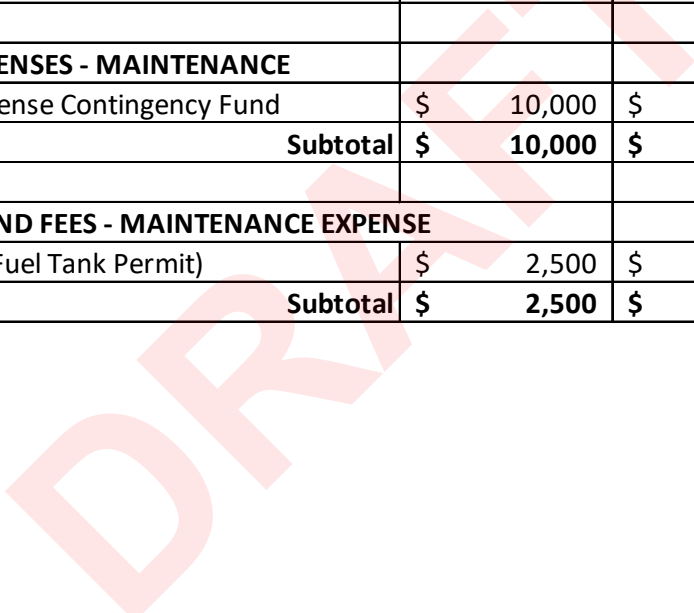 ENSES - MAINTENANCE
ense Contingency Fund $ 10,000 $
Subtotal $ 10,000 $
ND FEES - MAINTENANCE EXPENSE
Fuel Tank Permit) $ 2,500 $
Subtotal $ 2,500 $
DRAFT